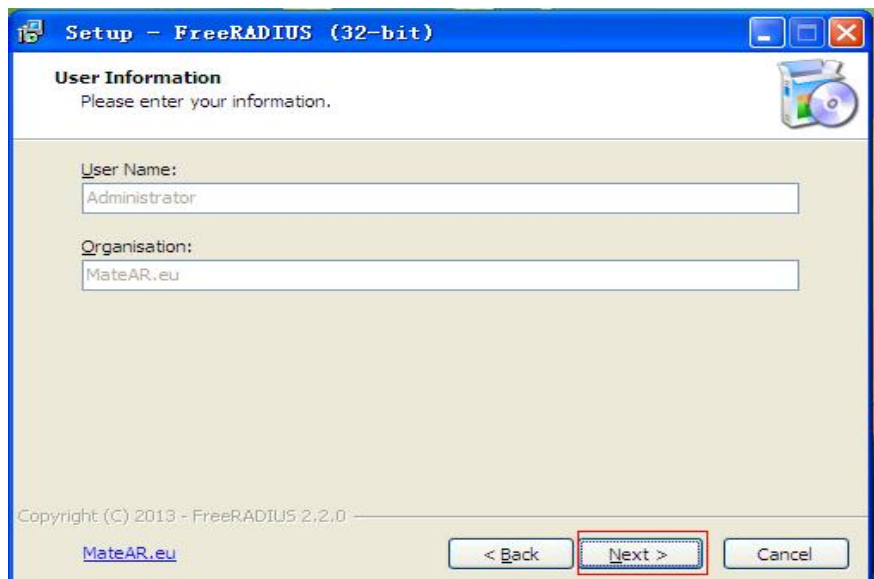 Setup - FreeRADIUS (32-bit)
User Information
Please enter your information.
User Name:
Administrator
Organisation:
MateAR.eu
Copyright (C) 2013 - FreeRADIUS 2.2.0
MateAR.eu
< Back
Next >
Cancel